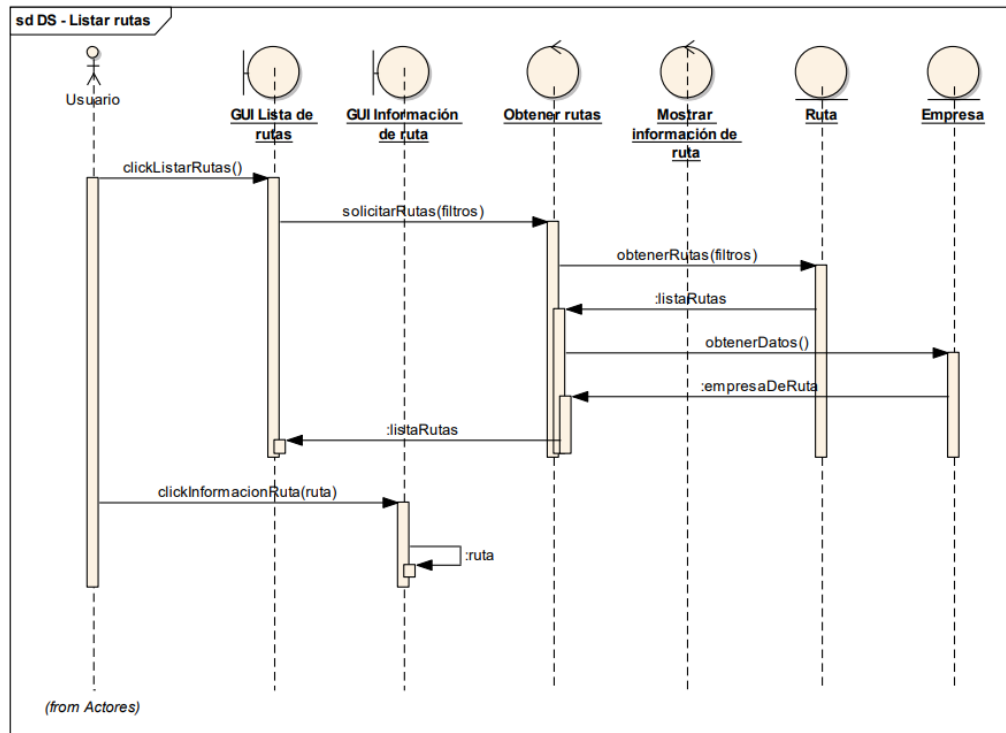 sd DS - Listar rutas
Usuario
GUI Lista de
rutas
GUI Información
de ruta
Obtener rutas
Mostrar
información de
ruta
Ruta
Empresa
clickListarRutas()
solicitarRutas(filtros)
obtenerRutas(filtros)
:listaRutas
obtenerDatos()
:empresaDeRuta
:listaRutas
clickInformacionRuta(ruta)
:ruta
(from Actores)